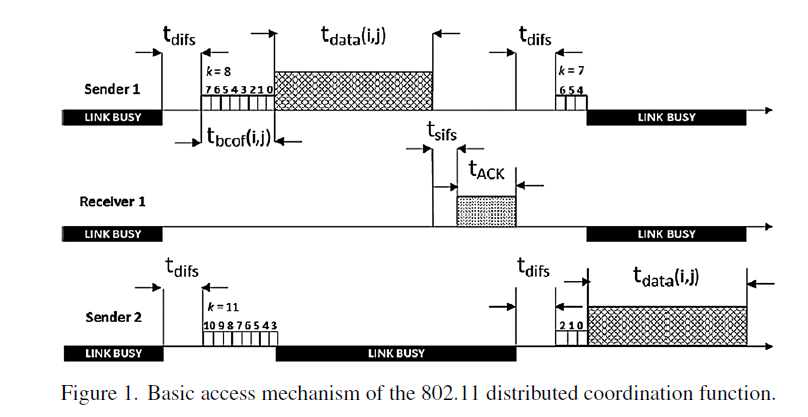 tdifs tdata(i,j) tdifs
k=8 k=7
Sender 1 7 6 5 4 3 2 1 0 6 5 4
LINK BUSY LINK BUSY
tbcof(i,j) tsifs
tACK
Receiver 1
LINK BUSY LINK BUSY
tdifs tdifs tdata(i,j)
k=11
Sender 2 10 9 8 7 6 5 4 3 2 1 0
LINK BUSY LINK BUSY
Figure 1. Basic access mechanism of the 802.11 distributed coordination function.